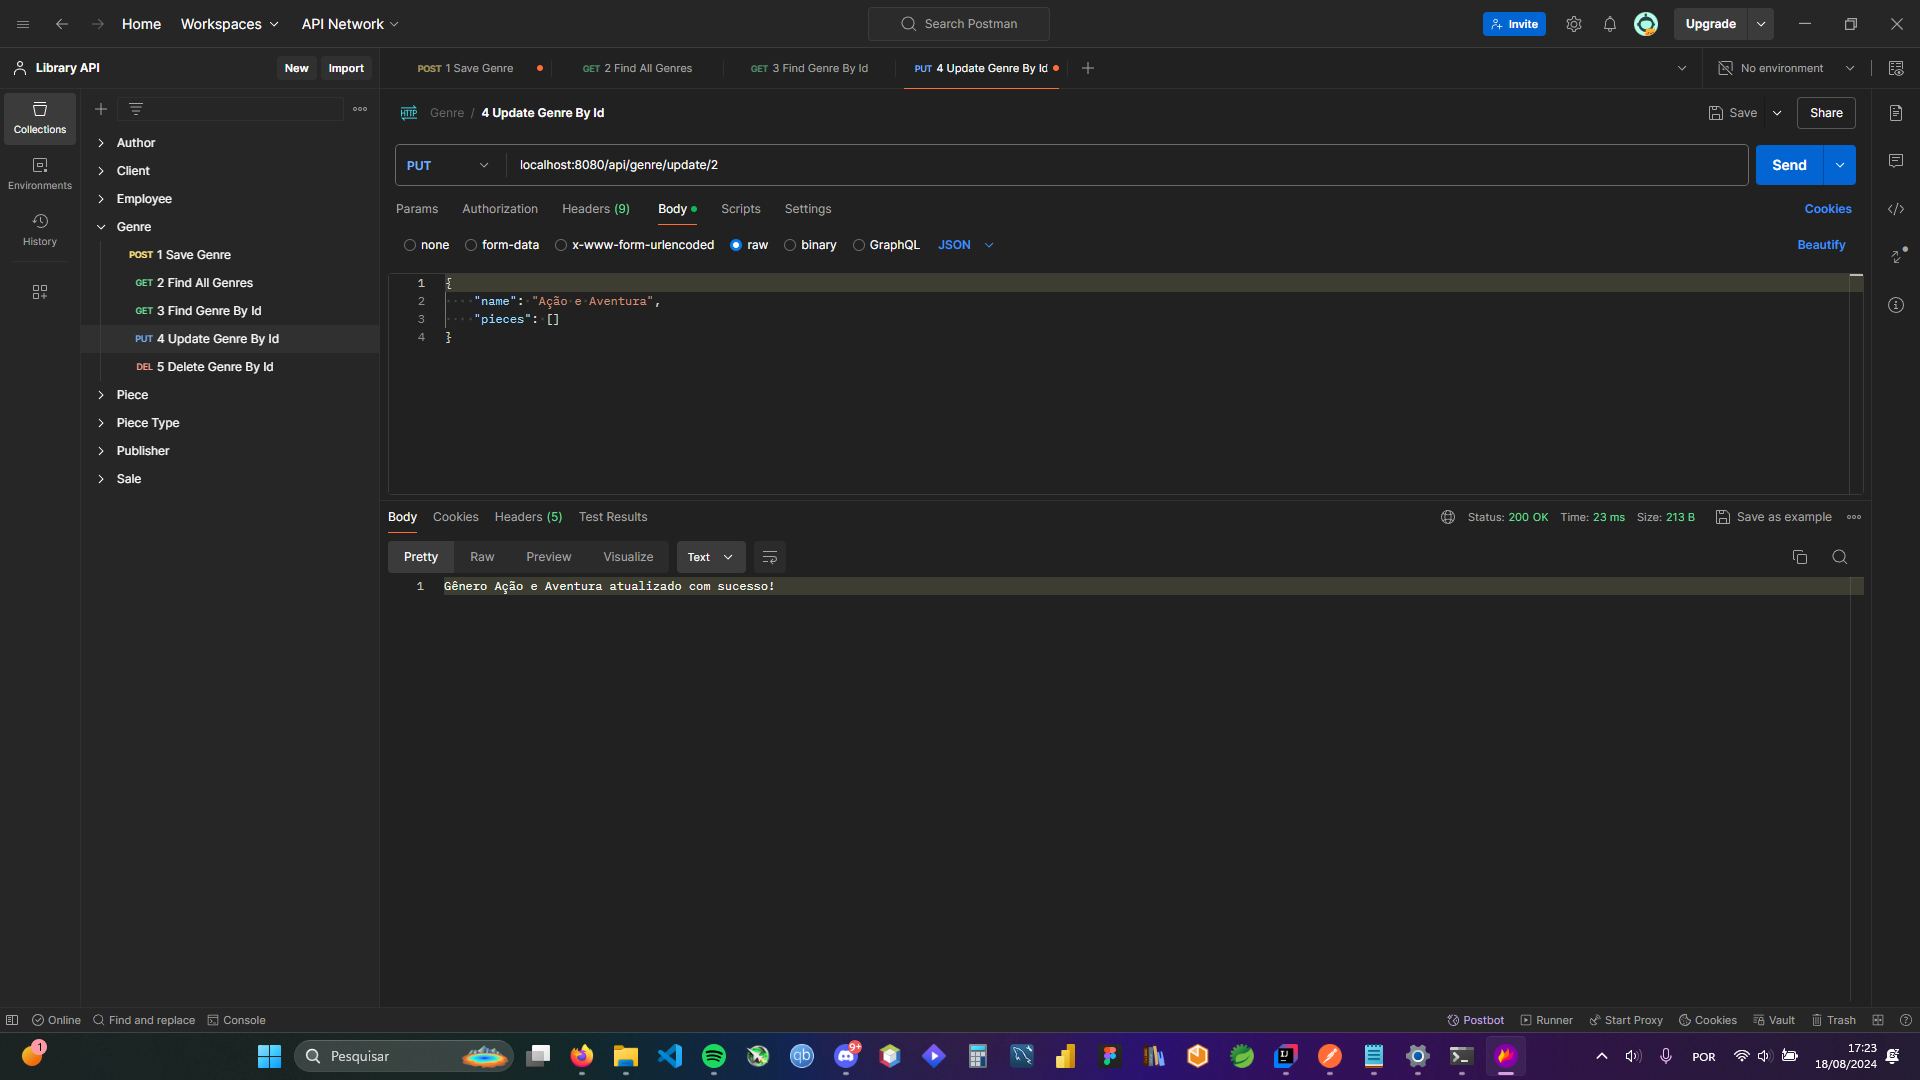 Home
Workspaces
API Network
Search Postman
Invite
Upgrade
Library API
New
Import
POST 1 Save Genre
GET 2 Find All Genres
GET 3 Find Genre By Id
PUT 4 Update Genre By Id
No environment
Collections
Environments
History
Author
Client
Employee
Genre
POST 1 Save Genre
GET 2 Find All Genres
GET 3 Find Genre By Id
PUT 4 Update Genre By Id
DEL 5 Delete Genre By Id
Piece
Piece Type
Publisher
Sale
HTTP Genre / 4 Update Genre By Id
Save
Share
PUT localhost:8080/api/genre/update/2
Send
Params Authorization Headers (9) Body Scripts Settings
Cookies
none form-data x-www-form-urlencoded raw binary GraphQL JSON
Beautify
1 {
2 "name": "Ação e Aventura",
3 "pieces": []
4 }
Body Cookies Headers (5) Test Results
Status: 200 OK Time: 23 ms Size: 213 B
Save as example
Pretty Raw Preview Visualize Text
1 Gênero Ação e Aventura atualizado com sucesso!
Online
Find and replace
Console
Postbot
Runner
Start Proxy
Cookies
Vault
Trash
1
Pesquisar
qb
9+
IJ
POR
17:23
18/08/2024